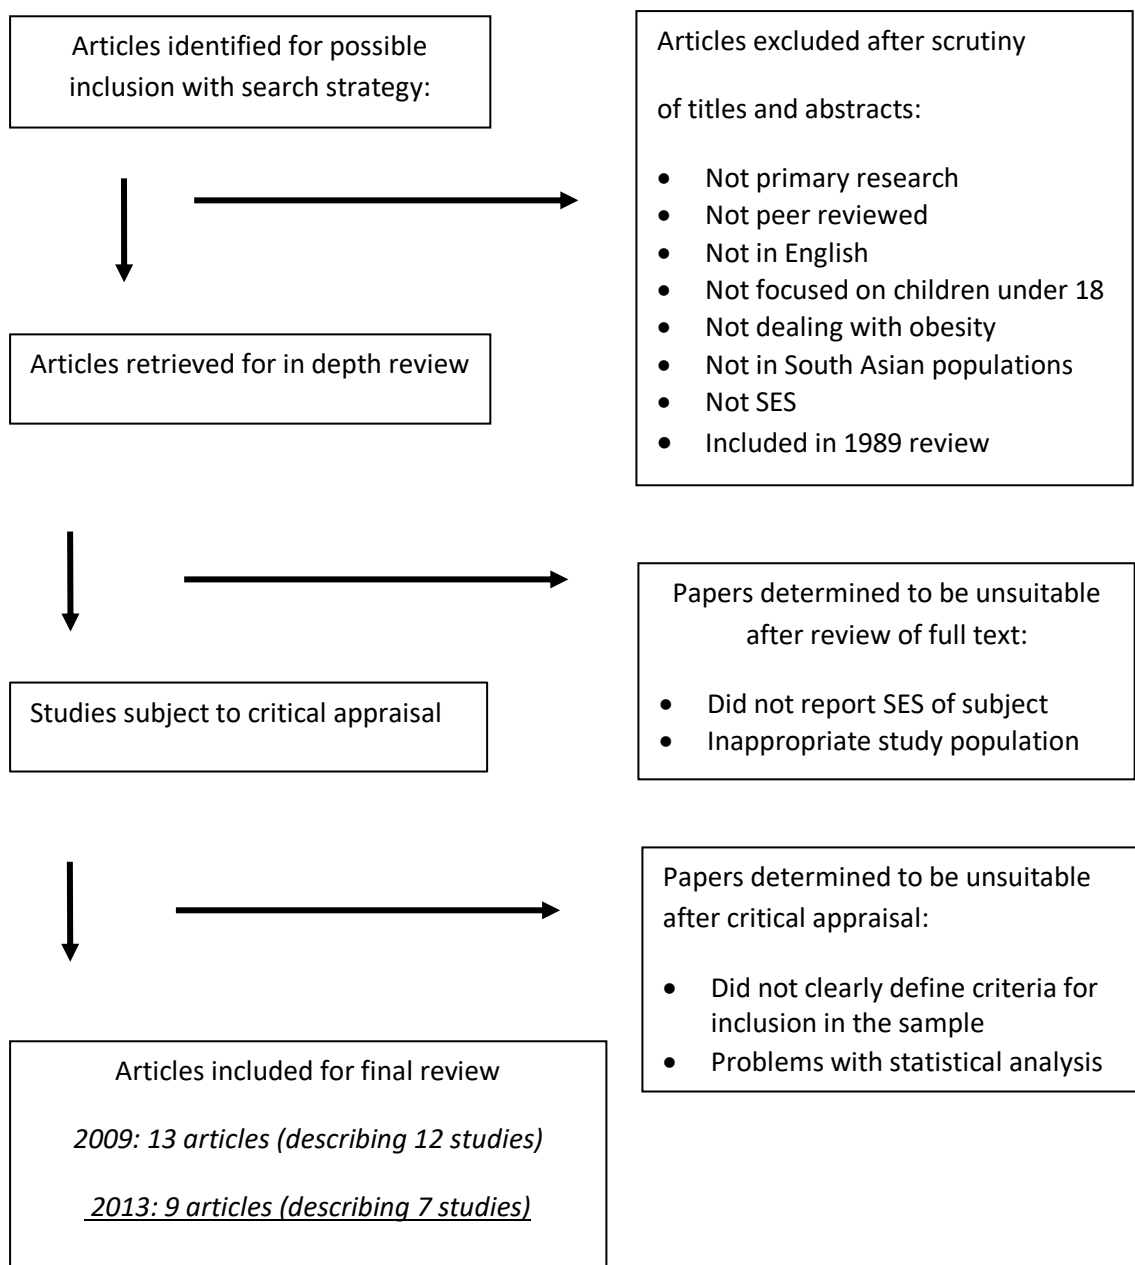 Articles identified for possible
inclusion with search strategy:
Articles excluded after scrutiny
of titles and abstracts:
• Not primary research
• Not peer reviewed
• Not in English
• Not focused on children under 18
• Not dealing with obesity
• Not in South Asian populations
• Not SES
• Included in 1989 review
Articles retrieved for in depth review
Papers determined to be unsuitable
after review of full text:
• Did not report SES of subject
• Inappropriate study population
Studies subject to critical appraisal
Papers determined to be unsuitable
after critical appraisal:
• Did not clearly define criteria for
inclusion in the sample
• Problems with statistical analysis
Articles included for final review
2009: 13 articles (describing 12 studies)
2013: 9 articles (describing 7 studies)